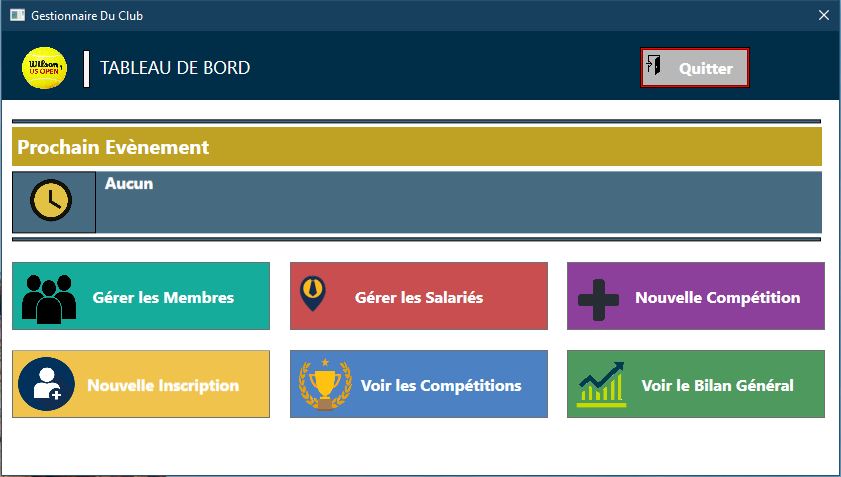 Gestionnaire Du Club
Wilson
US OPEN
TABLEAU DE BORD
Quitter
Prochain Evènement
Aucun
Gérer les Membres
Gérer les Salariés
Nouvelle Compétition
Nouvelle Inscription
Voir les Compétitions
Voir le Bilan Général